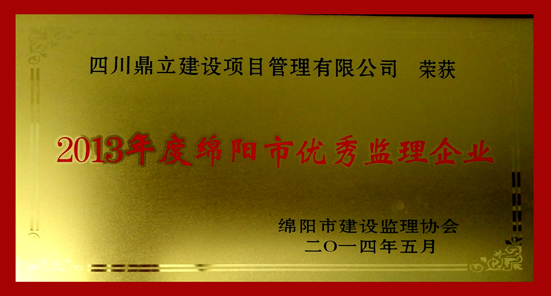 四川鼎立建设项目管理有限公司 荣获
2013年度绵阳市优秀监理企业
绵阳市建设监理协会
二〇一四年五月